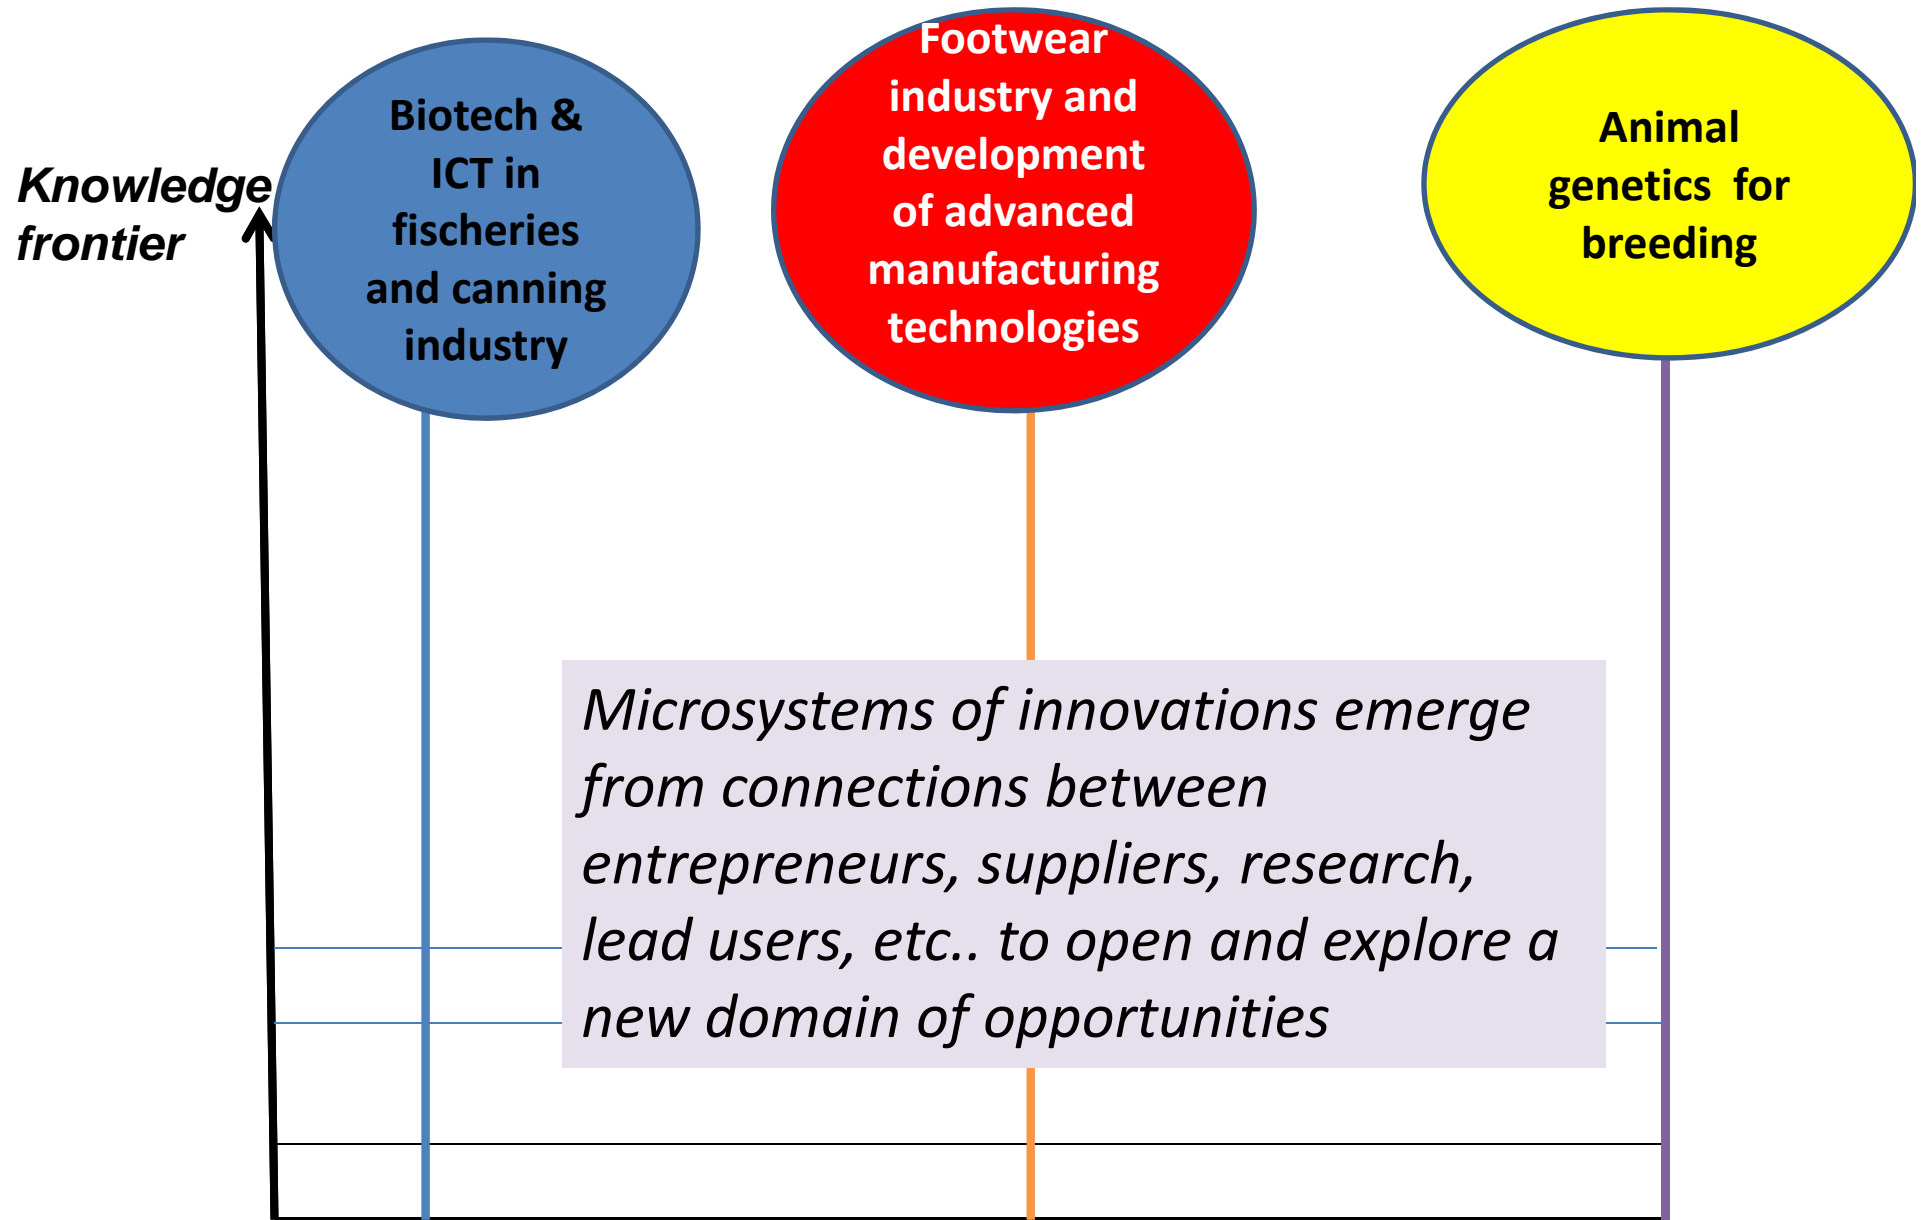 Knowledge
frontier
Biotech &
ICT in
fischeries
and canning
industry
Footwear
industry and
development
of advanced
manufacturing
technologies
Animal
genetics for
breeding
Microsystems of innovations emerge
from connections between
entrepreneurs, suppliers, research,
lead users, etc.. to open and explore a
new domain of opportunities